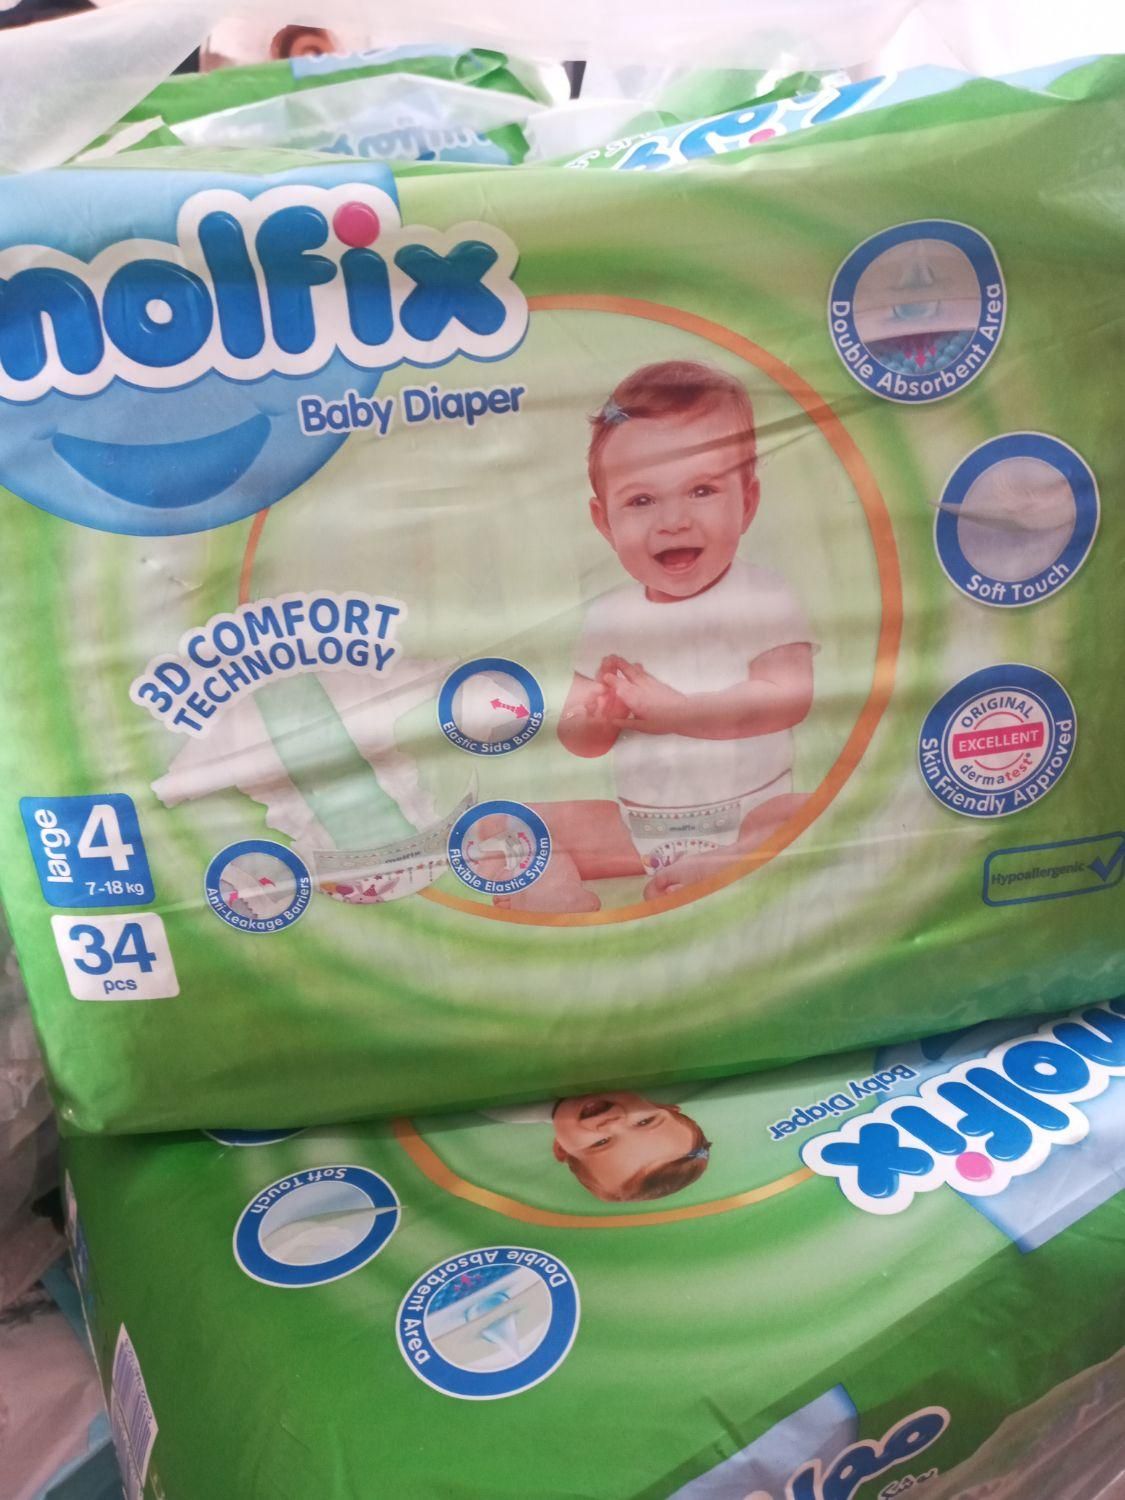 molfix
Baby Diaper
Double Absorbent Area
Soft Touch
3D COMFORT
TECHNOLOGY
Elastic Side Bands
ORIGINAL
EXCELLENT
dermatest®
Skin Friendly Approved
large 4
7-18 kg
Flexible Elastic System
Anti-Leakage Barriers
molfix
molfix
Hypoallergenic
34
pcs
molfix
Baby Diaper
Soft Touch
Double Absorbent Area